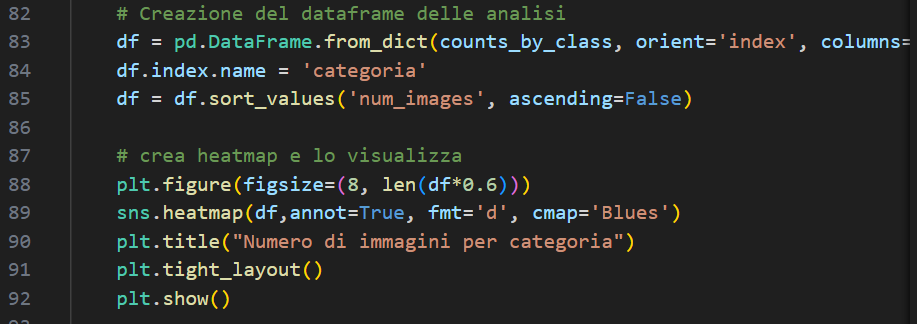 82 # Creazione del dataframe delle analisi
83 df = pd.DataFrame.from_dict(counts_by_class, orient='index', columns=
84 df.index.name = 'categoria'
85 df = df.sort_values('num_images', ascending=False)
86
87 # crea heatmap e lo visualizza
88 plt.figure(figsize=(8, len(df*0.6)))
89 sns.heatmap(df,annot=True, fmt='d', cmap='Blues')
90 plt.title("Numero di immagini per categoria")
91 plt.tight_layout()
92 plt.show()